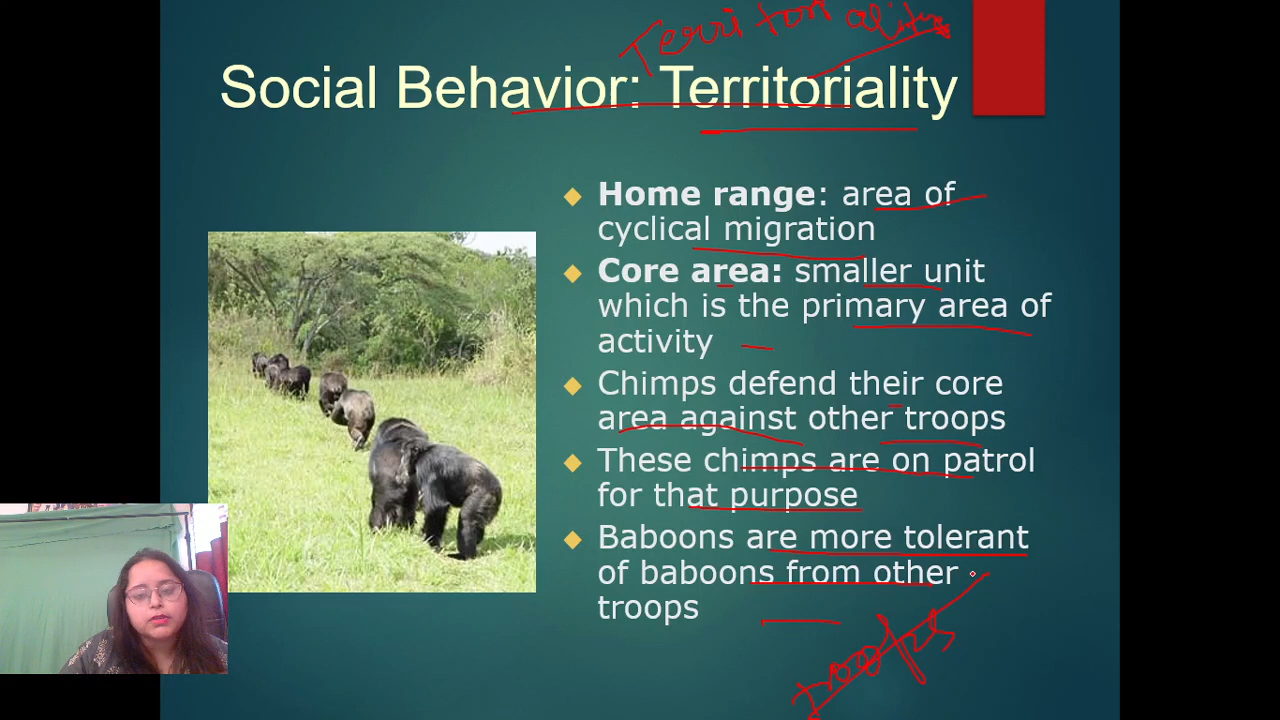 Territoriality
Social Behavior: Territoriality
Home range: area of
cyclical migration
Core area: smaller unit
which is the primary area of
activity
Chimps defend their core
area against other troops
These chimps are on patrol
for that purpose
Baboons are more tolerant
of baboons from other
troops
troops